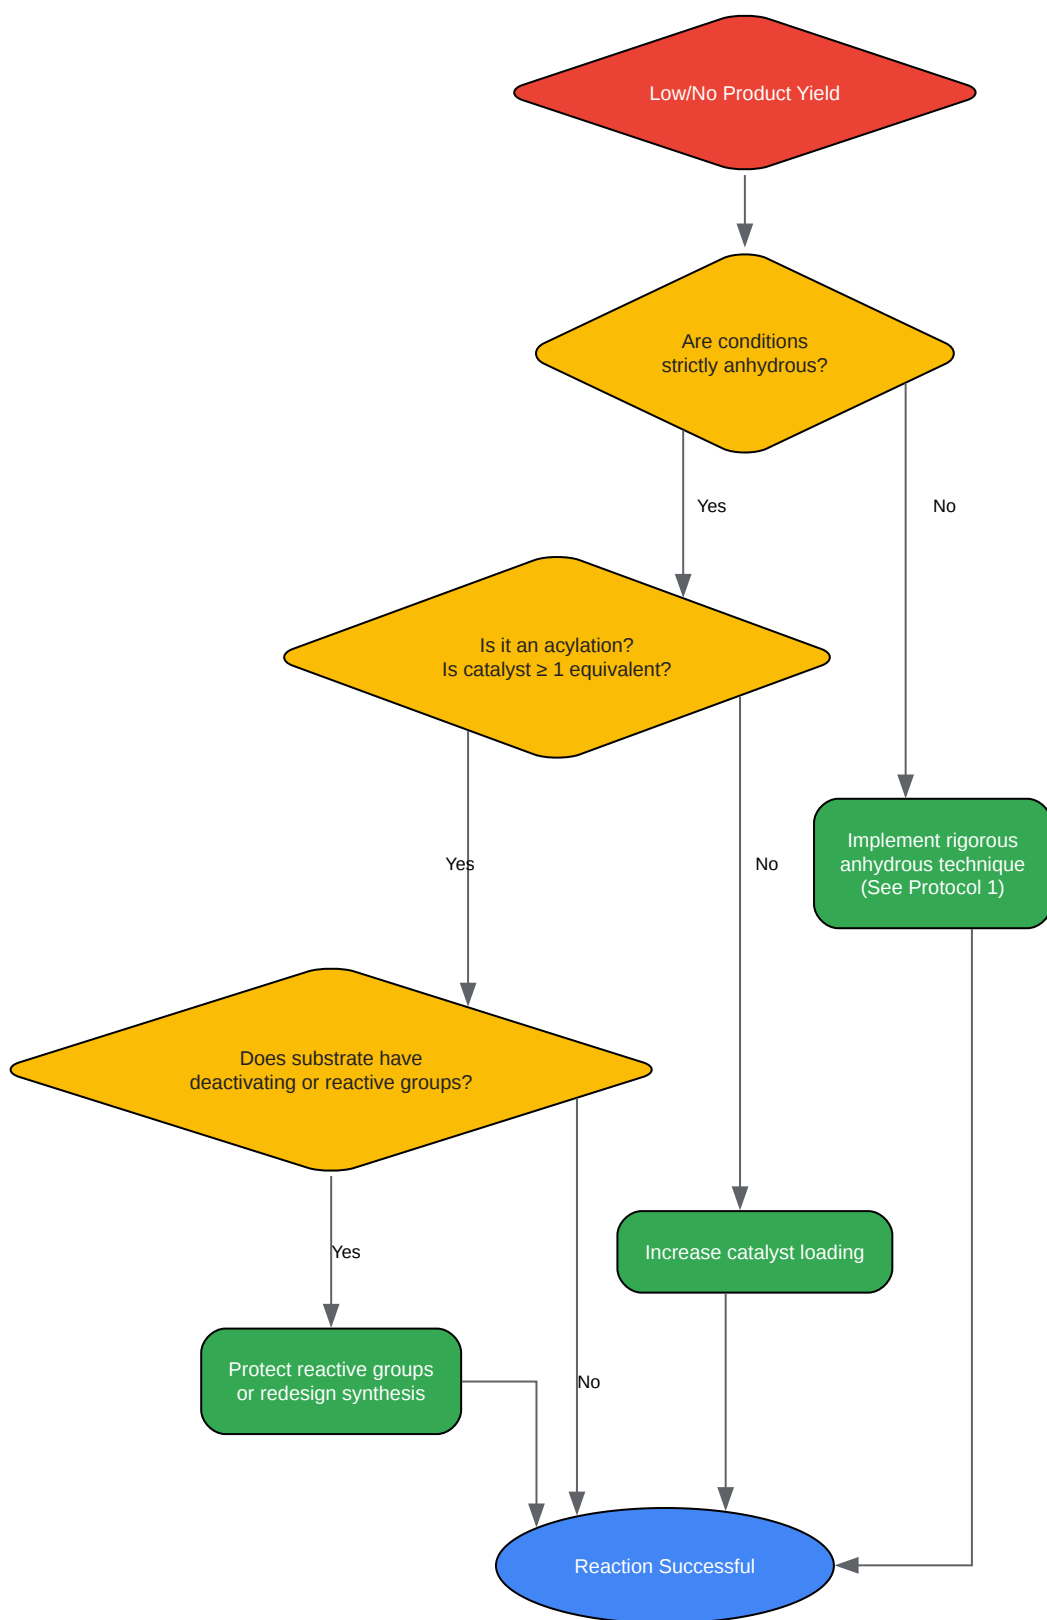 Low/No Product Yield
Are conditions
strictly anhydrous?
Yes
No
Is it an acylation?
Is catalyst ≥ 1 equivalent?
Implement rigorous
anhydrous technique
(See Protocol 1)
Yes
No
Does substrate have
deactivating or reactive groups?
Yes
Increase catalyst loading
Protect reactive groups
or redesign synthesis
No
Reaction Successful